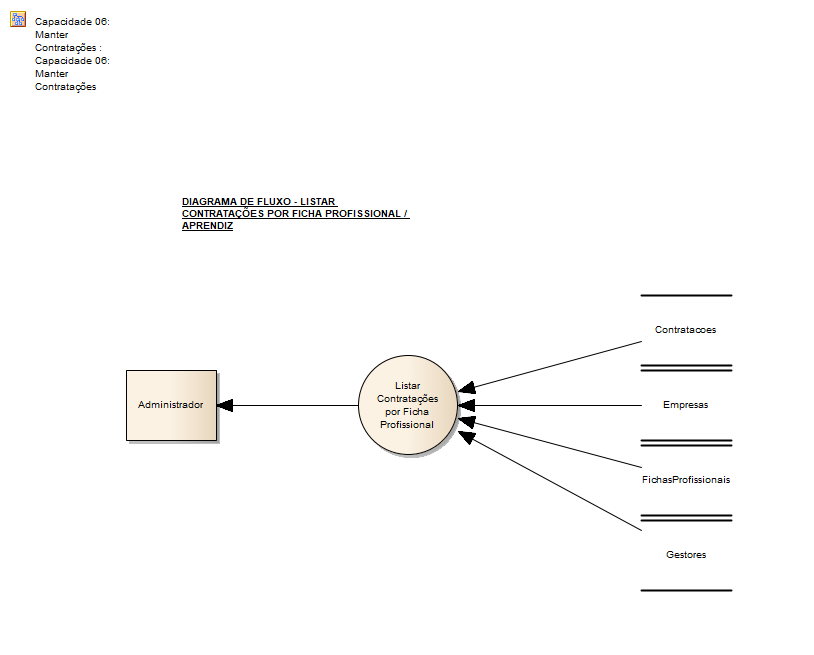 Capacidade 06:
Manter
Contratações :
Capacidade 06:
Manter
Contratações
DIAGRAMA DE FLUXO - LISTAR
CONTRATAÇÕES POR FICHA PROFISSIONAL /
APRENDIZ
Contratacoes
Administrador
Listar
Contratações
por Ficha
Profissional
Empresas
FichasProfissionais
Gestores